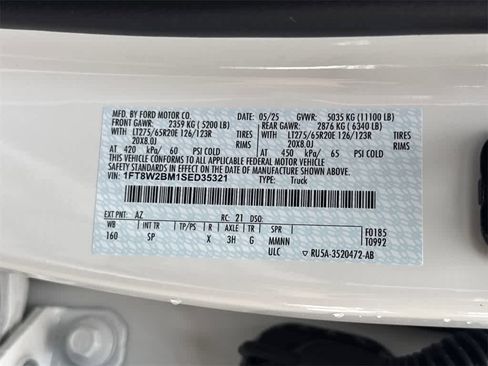 MFD. BY FORD MOTOR CO. 05/25 GVWR: 5035 KG (11100 LB)
FRONT GAWR: 2359 KG (5200 LB) REAR GAWR: 2876 KG (6340 LB)
WITH LT275/65R20E 126/123R TIRES WITH LT275/65R20E 126/123R TIRES
20X8.0J RIMS 20X8.0J RIMS
AT 420 kPa/ 60 PSI COLD AT 450 kPa/ 65 PSI COLD
THIS VEHICLE CONFORMS TO ALL APPLICABLE FEDERAL MOTOR VEHICLE
SAFETY STANDARDS IN EFFECT ON THE DATE OF MANUFACTURE SHOWN ABOVE.
VIN: 1FT8W2BM1SED35321 TYPE: Truck
EXT PNT: AZ RC: 21 DSO: F0185
WB INT TR TP/PS R AXLE TR SPR T0992
160 SP X 3H G MMNN
ULC RU5A-3520472-AB